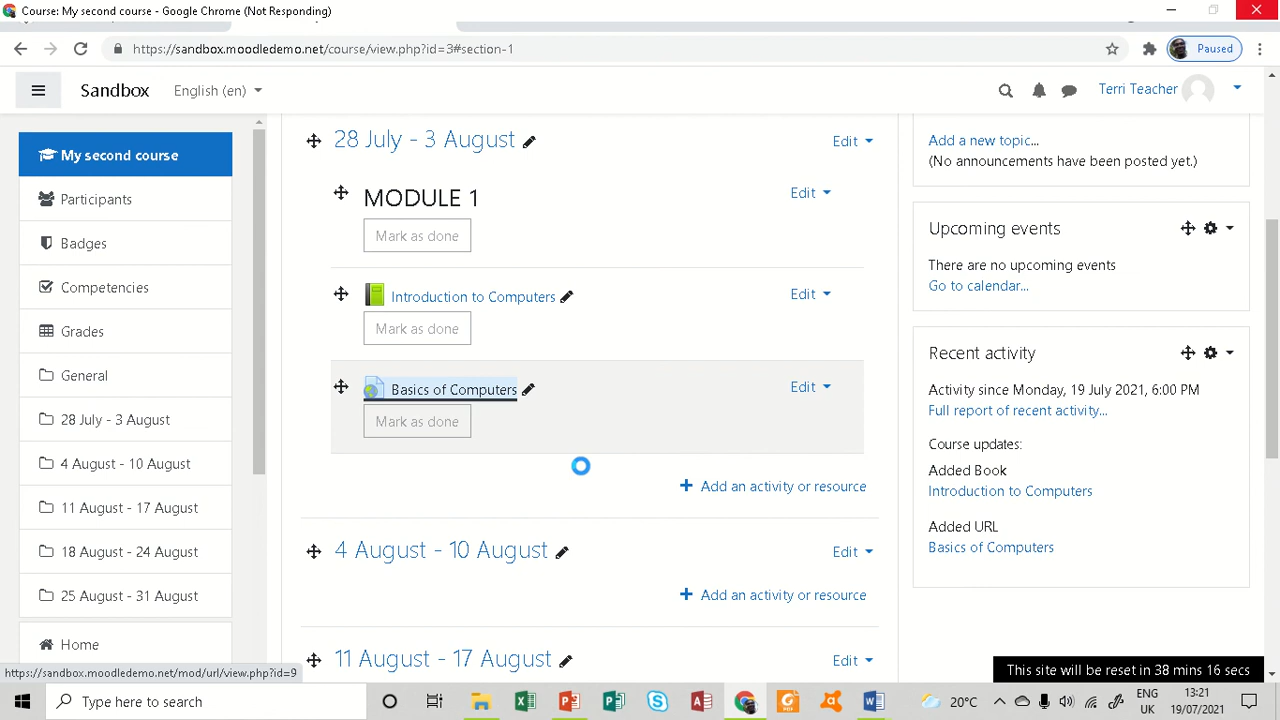 Course: My second course - Google Chrome (Not Responding)
https://sandbox.moodledemo.net/course/view.php?id=3#section-1
Paused
Sandbox
English (en)
Terri Teacher
My second course
Participants
Badges
Competencies
Grades
General
28 July - 3 August
4 August - 10 August
11 August - 17 August
18 August - 24 August
25 August - 31 August
Home
28 July - 3 August
Edit
MODULE 1
Edit
Mark as done
Introduction to Computers
Edit
Mark as done
Basics of Computers
Edit
Mark as done
+ Add an activity or resource
4 August - 10 August
Edit
+ Add an activity or resource
11 August - 17 August
Edit
Add a new topic...
(No announcements have been posted yet.)
Upcoming events
There are no upcoming events
Go to calendar...
Recent activity
Activity since Monday, 19 July 2021, 6:00 PM
Full report of recent activity...
Course updates:
Added Book
Introduction to Computers
Added URL
Basics of Computers
https://sandbox.moodledemo.net/mod/url/view.php?id=9
This site will be reset in 38 mins 16 secs
Type here to search
20°C
ENG
UK
13:21
19/07/2021